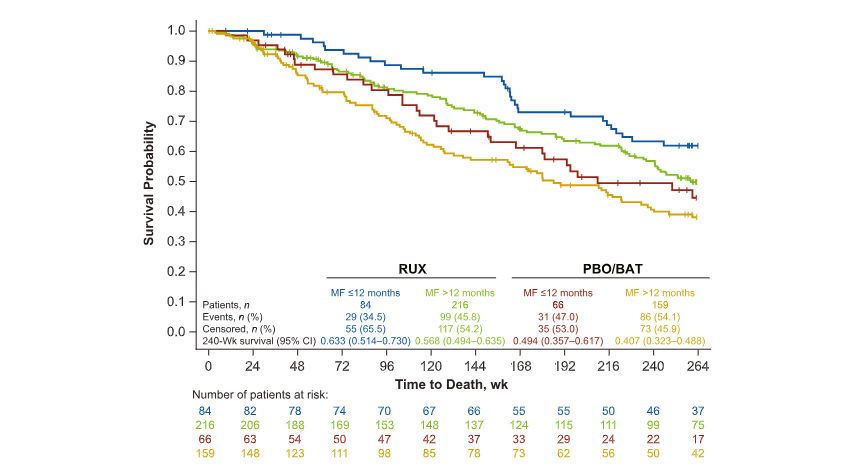 1.0
0.9
0.8
0.7
0.6
0.5
0.4
0.3
0.2
0.1
0.0
Survival Probability
RUX PBO/BAT
MF ≤12 months MF >12 months MF ≤12 months MF >12 months
Patients, n 84 216 66 159
Events, n (%) 29 (34.5) 99 (45.8) 31 (47.0) 86 (54.1)
Censored, n (%) 55 (65.5) 117 (54.2) 35 (53.0) 73 (45.9)
240-Wk survival (95% CI) 0.633 (0.514–0.730) 0.568 (0.494–0.635) 0.494 (0.357–0.617) 0.407 (0.323–0.488)
0 24 48 72 96 120 144 168 192 216 240 264
Time to Death, wk
Number of patients at risk:
84 82 78 74 70 67 66 55 55 50 46 37
216 206 188 169 153 148 137 124 115 111 99 75
66 63 54 50 47 42 37 33 29 24 22 17
159 148 123 111 98 85 78 73 62 56 50 42